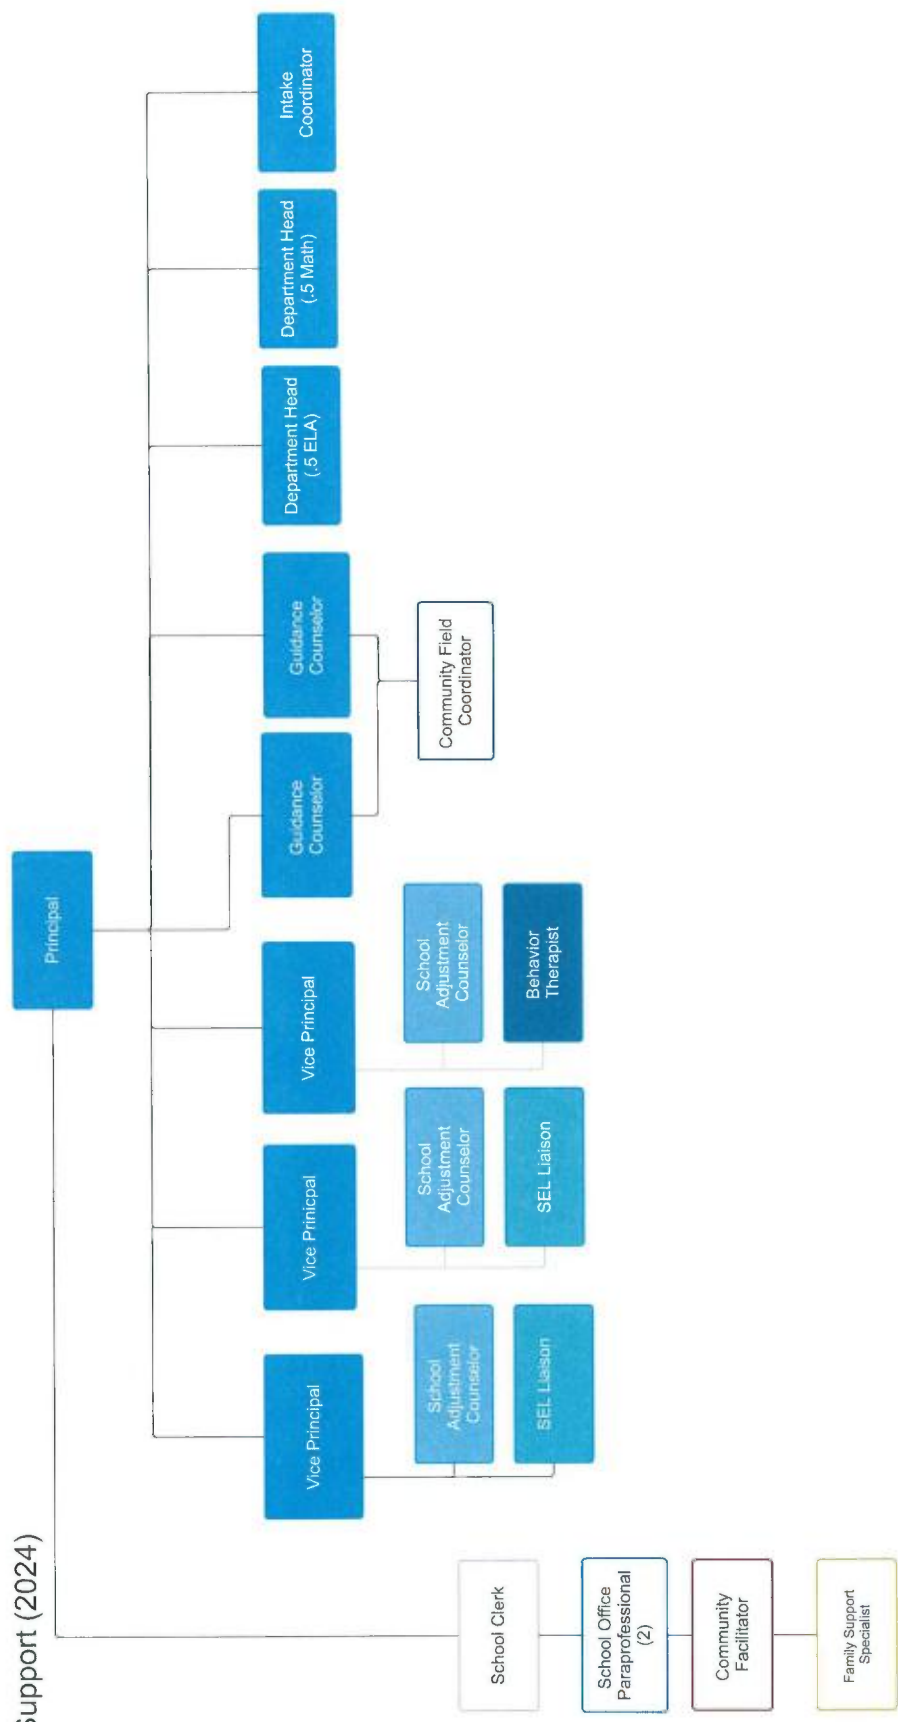 Support (2024)
Principal
Vice Principal
Vice Prinicpal
Vice Principal
Guidance
Counselor
Guidance
Counselor
Department Head
(.5 ELA)
Department Head
(.5 Math)
Intake
Coordinator
School
Adjustment
Counselor
SEL Liaison
School
Adjustment
Counselor
SEL Liaison
School
Adjustment
Counselor
Behavior
Therapist
Community Field
Coordinator
School Clerk
School Office
Paraprofessional
(2)
Community
Facilitator
Family Support
Specialist